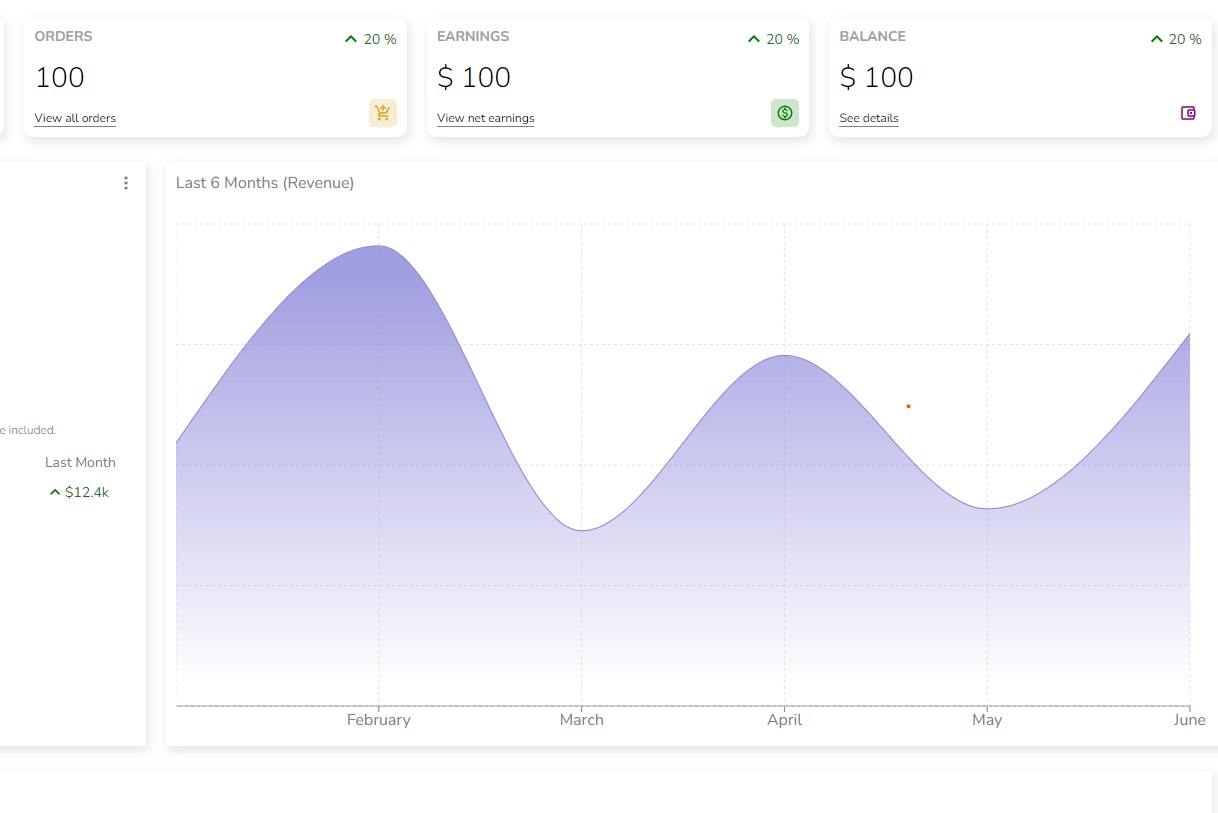 ORDERS
20 %
100
View all orders
EARNINGS
20 %
$ 100
View net earnings
BALANCE
20 %
$ 100
See details
included.
Last Month
$12.4k
Last 6 Months (Revenue)
February
March
April
May
June